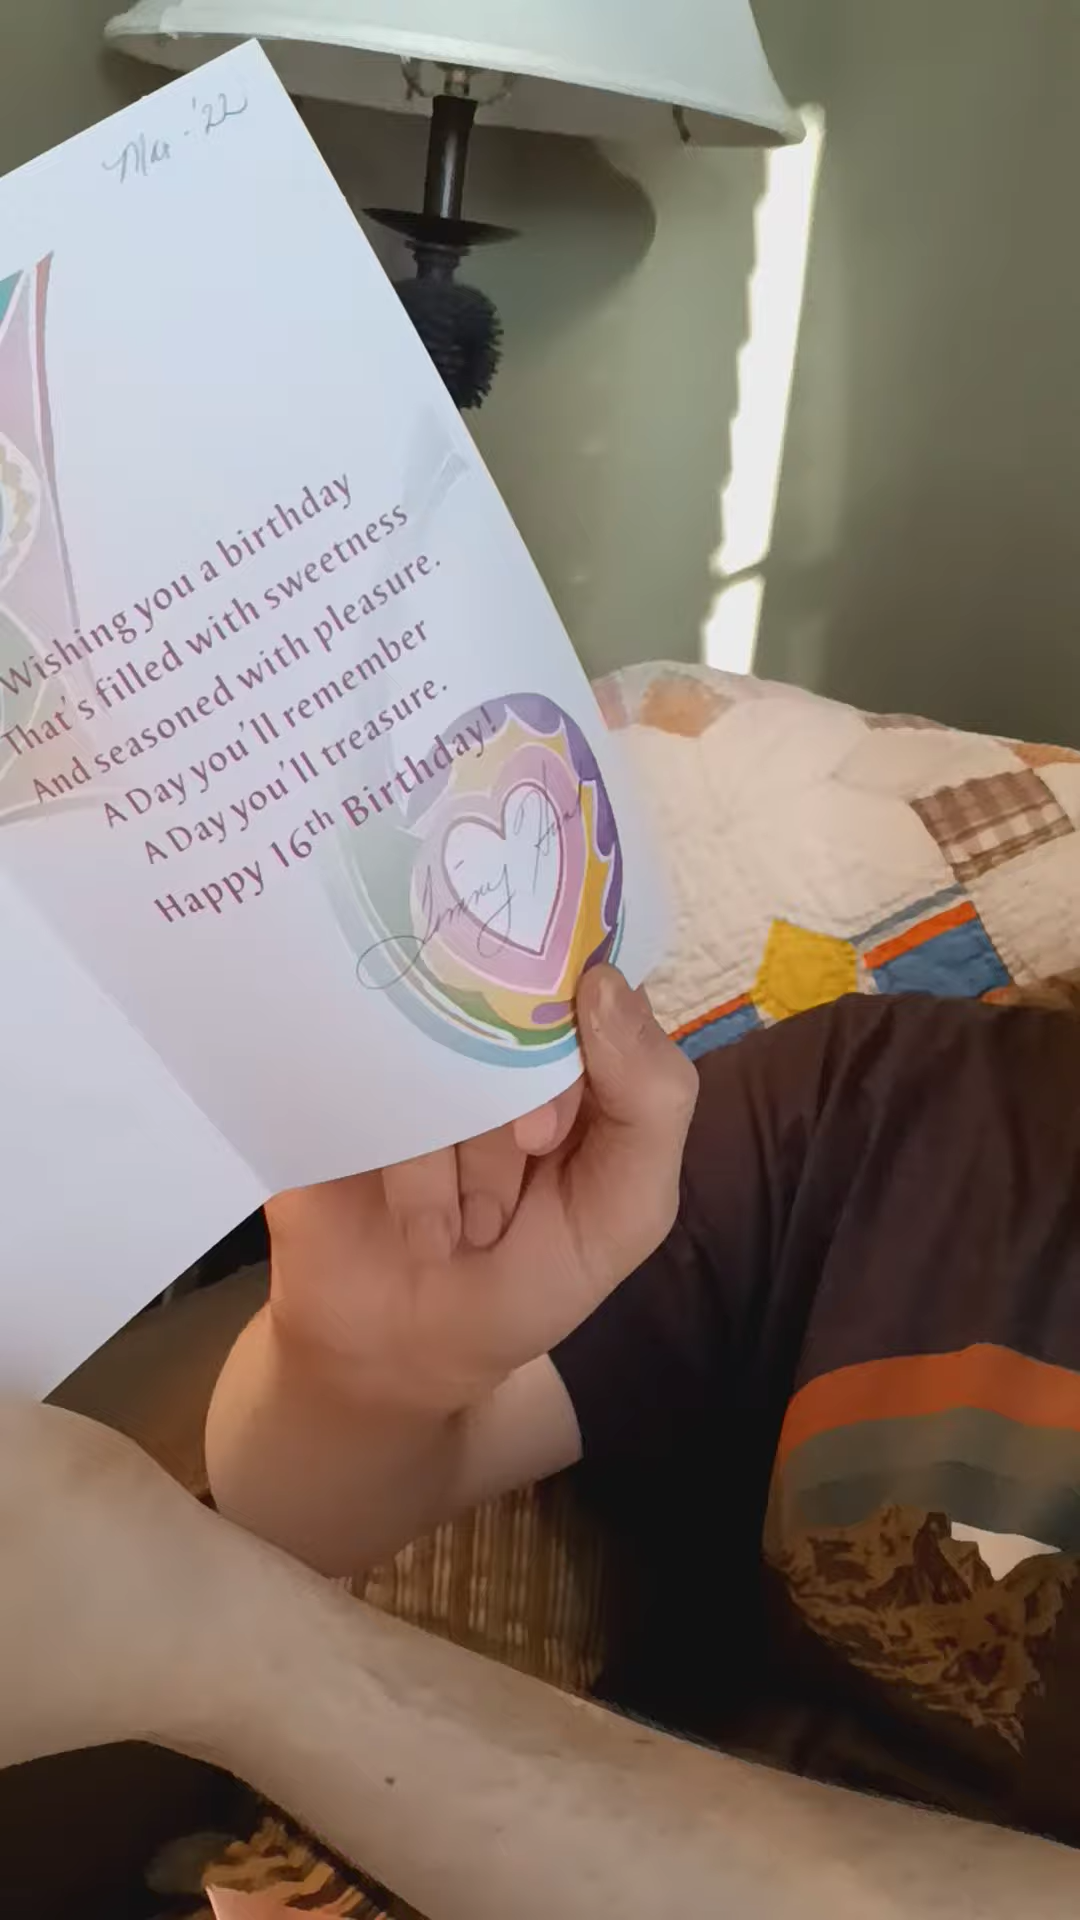 Mar - '22
Wishing you a birthday
That's filled with sweetness
And seasoned with pleasure.
A Day you'll remember
A Day you'll treasure.
Happy 16th Birthday!